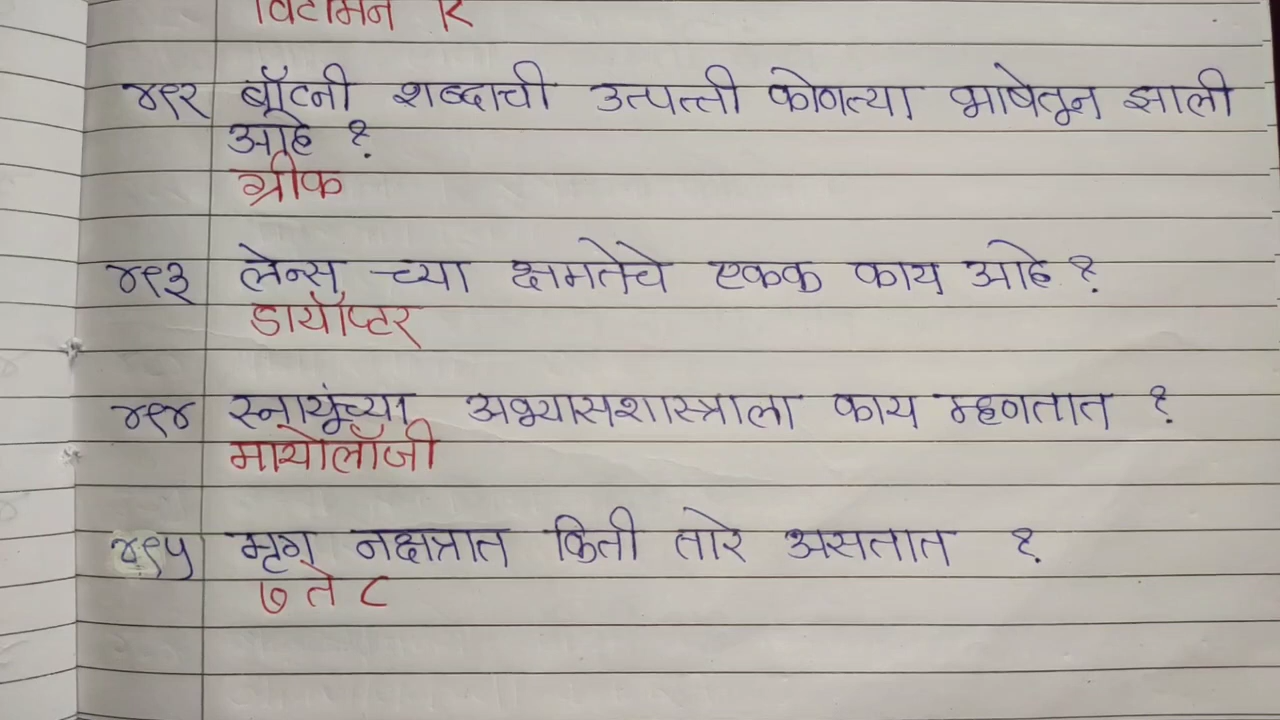 विटामिन K
४९२ बॉटनी शब्दाची उत्पत्ती कोणत्या भाषेतून झाली
आहे ?
ग्रीक
४९३ लेन्स च्या क्षमतेचे एकक काय आहे ?
डायॉप्टर
४९४ स्नायूंच्या अभ्यासशास्त्राला काय म्हणतात ?
मायोलॉजी
४९५ मृग नक्षत्रात किती तारे असतात ?
७ ते ८